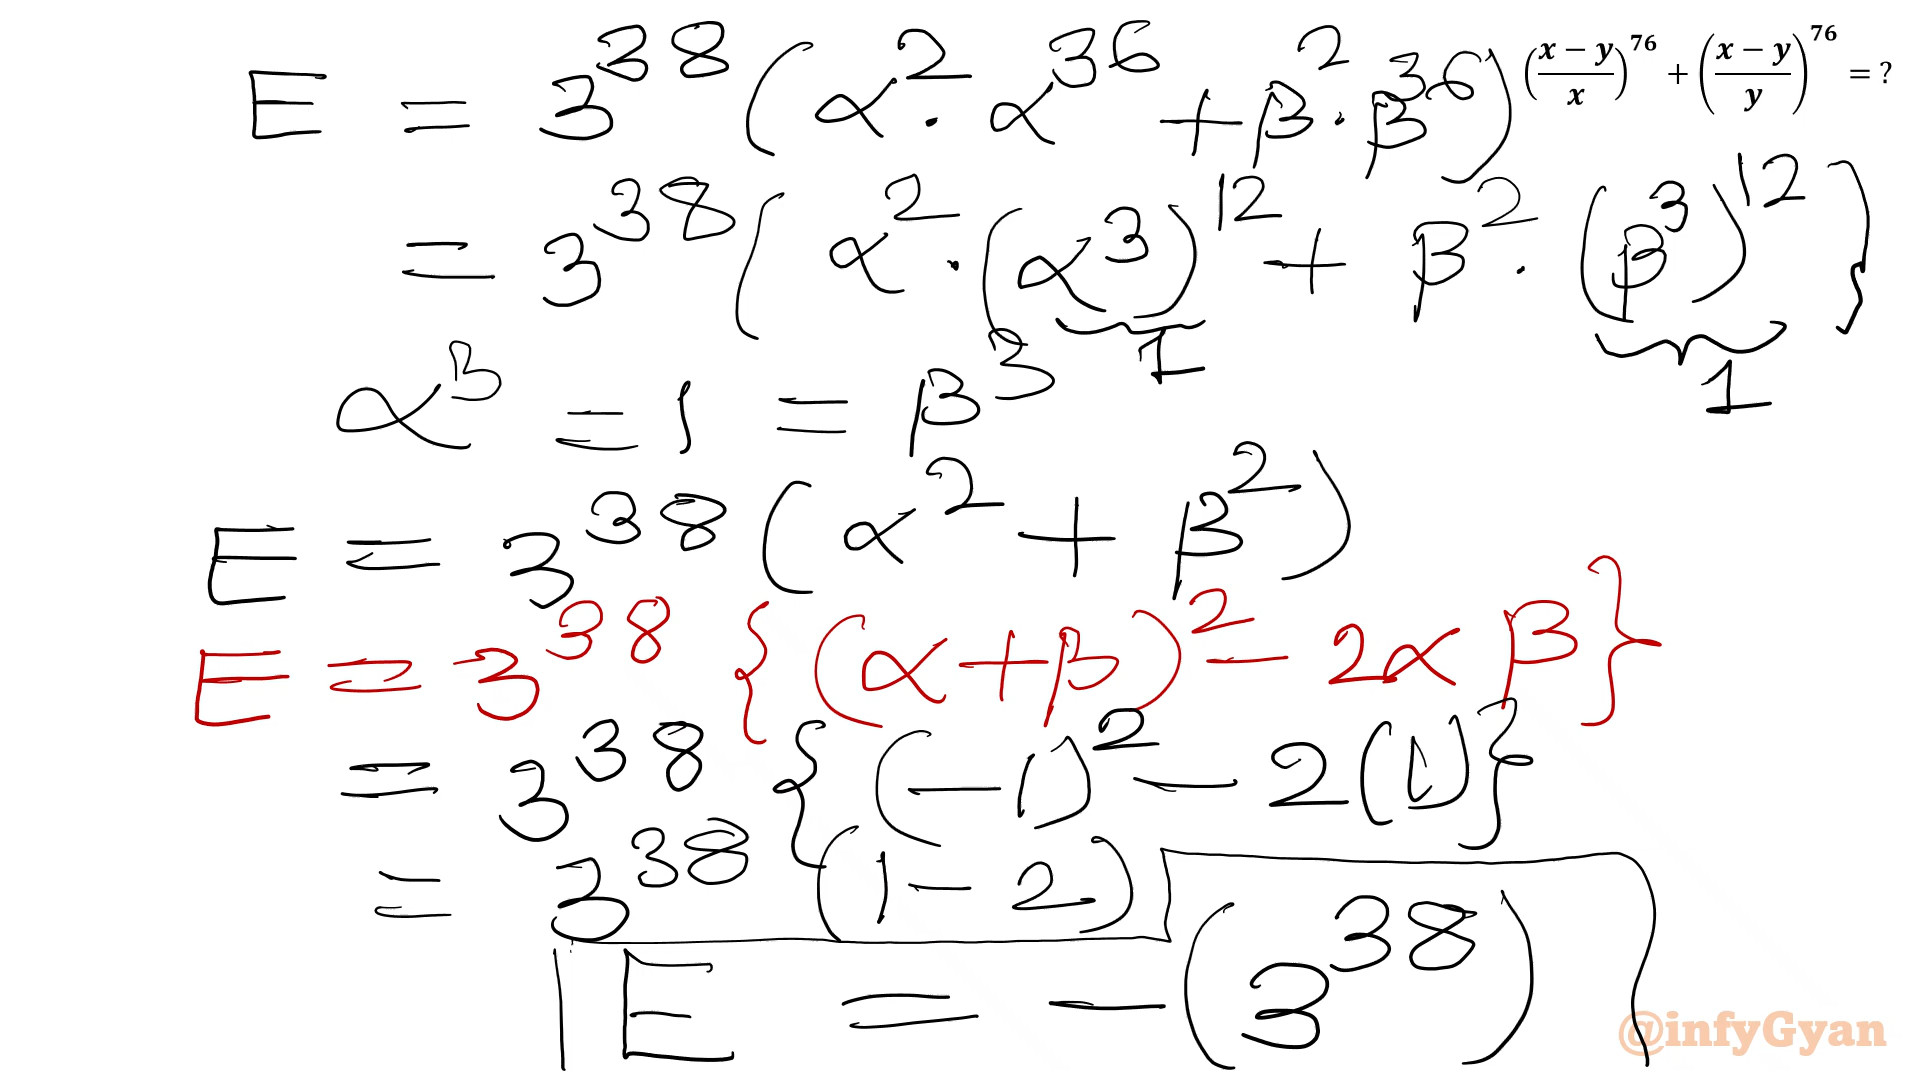 E = 3^38 (α^2 · α^36 + β^2 · β^36)
((x − y)/x)^76 + ((x − y)/y)^76 = ?
= 3^38 { α^2 · (α^3)^12 + β^2 · (β^3)^12 }
1 1
α^3 = 1 = β^3
E = 3^38 (α^2 + β^2)
E = 3^38 { (α + β)^2 − 2αβ }
= 3^38 { (−1)^2 − 2(1) }
= 3^38 (1 − 2)
E = −(3^38)
@infyGyan